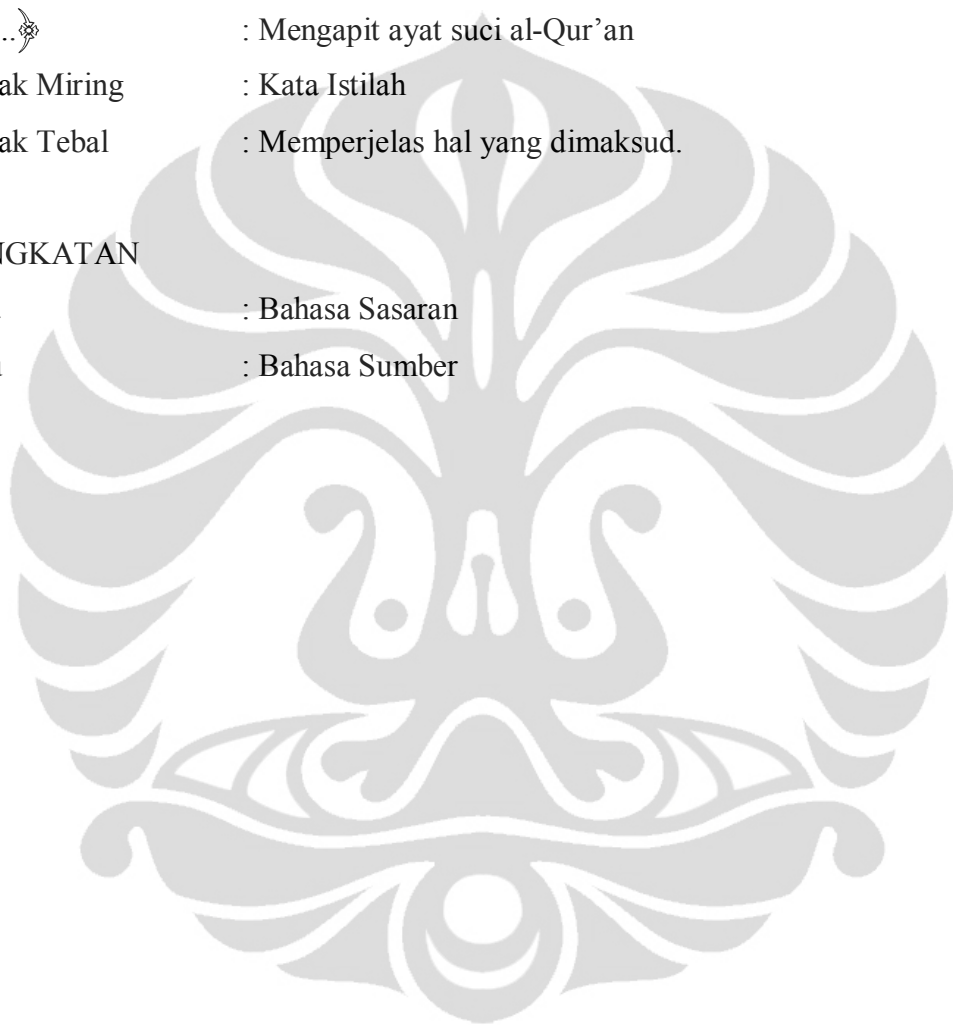 ..﴾ : Mengapit ayat suci al-Qur’an
ak Miring : Kata Istilah
ak Tebal : Memperjelas hal yang dimaksud.
NGKATAN
: Bahasa Sasaran
: Bahasa Sumber